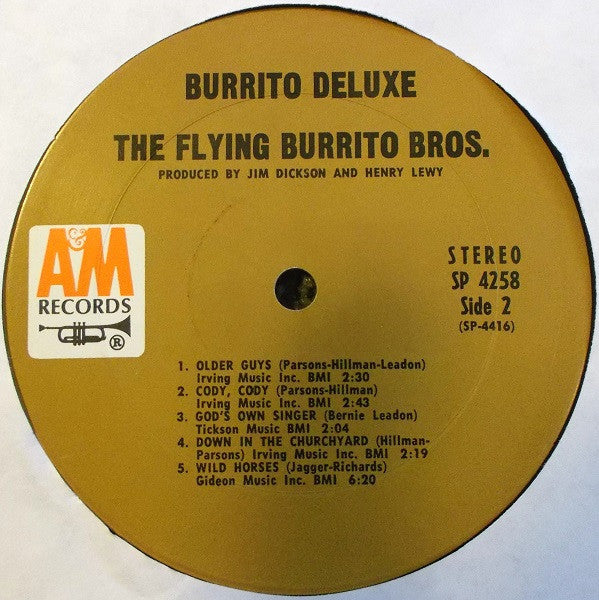 BURRITO DELUXE
THE FLYING BURRITO BROS.
PRODUCED BY JIM DICKSON AND HENRY LEWY
A&M
RECORDS
®
STEREO
SP 4258
Side 2
(SP-4416)
1. OLDER GUYS (Parsons-Hillman-Leadon)
Irving Music Inc. BMI 2:30
2. CODY, CODY (Parsons-Hillman)
Irving Music Inc. BMI 2:43
3. GOD'S OWN SINGER (Bernie Leadon)
Tickson Music BMI 2:04
4. DOWN IN THE CHURCHYARD (Hillman-
Parsons) Irving Music Inc. BMI 2:19
5. WILD HORSES (Jagger-Richards)
Gideon Music Inc. BMI 6:20